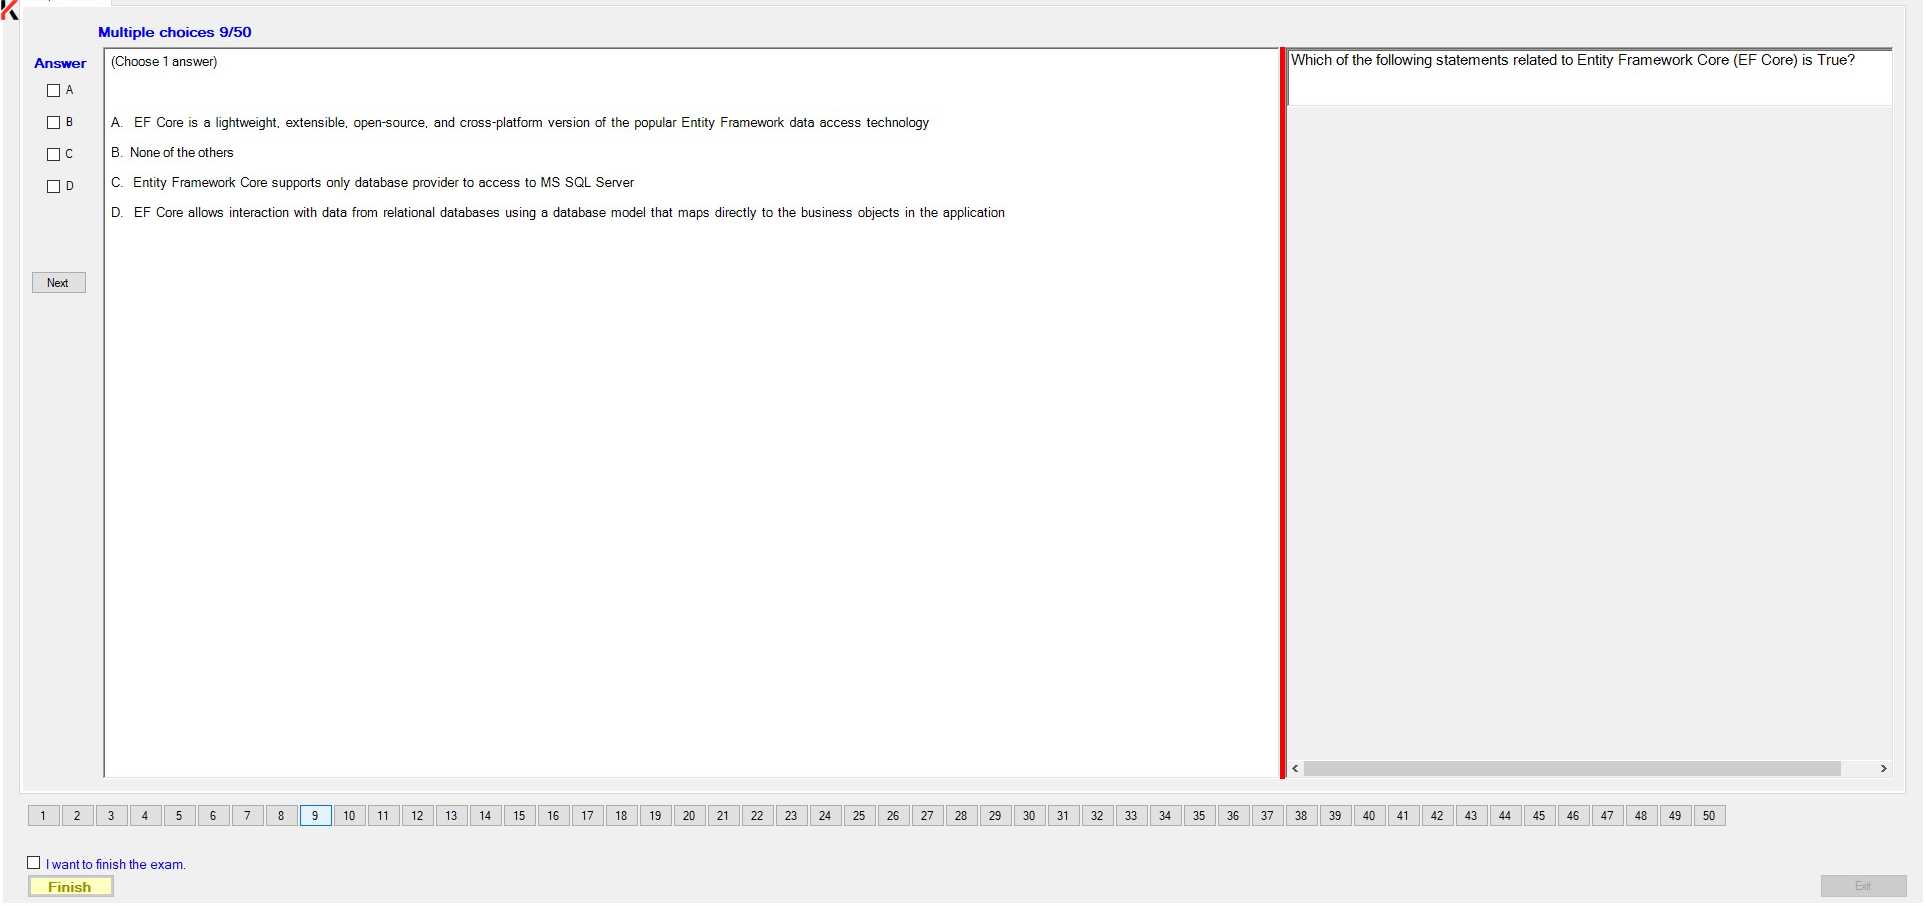 Multiple choices 9/50
Answer
A
B
C
D
Next
(Choose 1 answer)
A. EF Core is a lightweight, extensible, open-source, and cross-platform version of the popular Entity Framework data access technology
B. None of the others
C. Entity Framework Core supports only database provider to access to MS SQL Server
D. EF Core allows interaction with data from relational databases using a database model that maps directly to the business objects in the application
Which of the following statements related to Entity Framework Core (EF Core) is True?
1 2 3 4 5 6 7 8 9 10 11 12 13 14 15 16 17 18 19 20 21 22 23 24 25 26 27 28 29 30 31 32 33 34 35 36 37 38 39 40 41 42 43 44 45 46 47 48 49 50
I want to finish the exam.
Finish
Exit